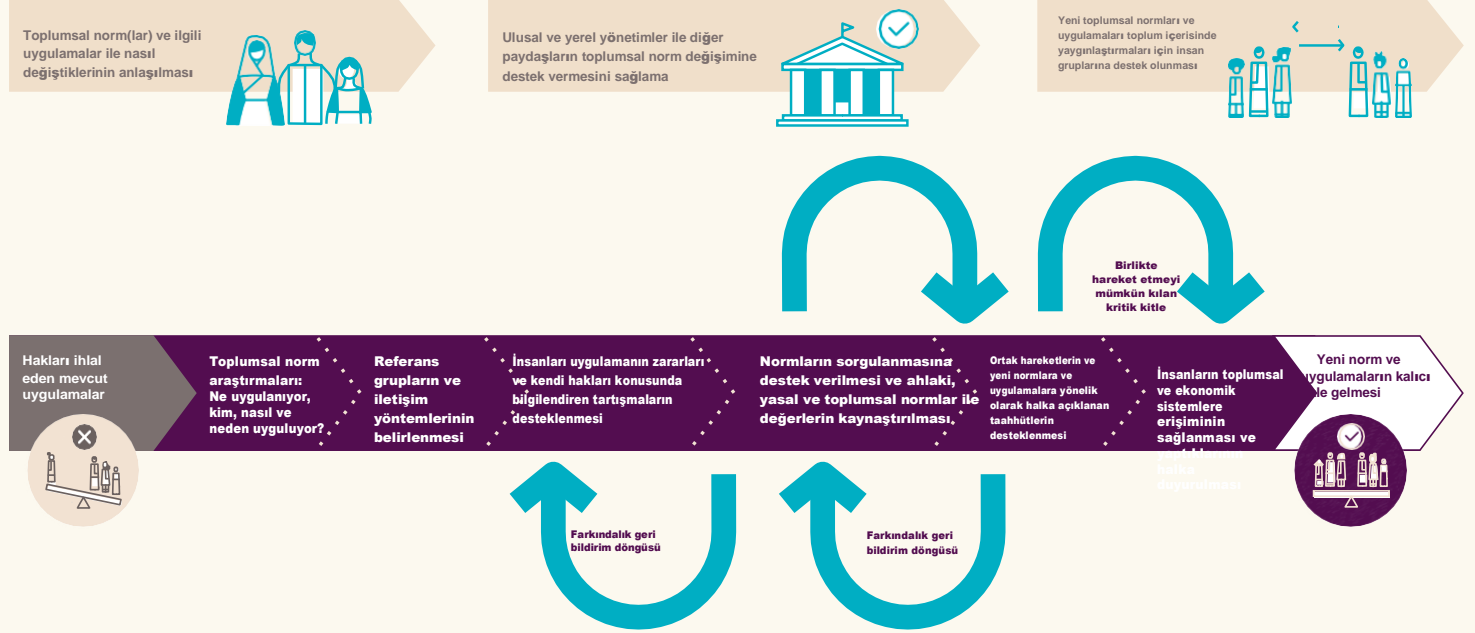 Toplumsal norm(lar) ve ilgili
uygulamalar ile nasıl
değiştiklerinin anlaşılması
Ulusal ve yerel yönetimler ile diğer
paydaşların toplumsal norm değişimine
destek vermesini sağlama
Yeni toplumsal normları ve
uygulamaları toplum içerisinde
yaygınlaştırmaları için insan
gruplarına destek olunması
Birlikte
hareket etmeyi
mümkün kılan
kritik kitle
Hakları ihlal
eden mevcut
uygulamalar
Toplumsal norm
araştırmaları:
Ne uygulanıyor,
kim, nasıl ve
neden uyguluyor?
Referans
grupların ve
iletişim
yöntemlerinin
belirlenmesi
İnsanları uygulamanın zararları
ve kendi hakları konusunda
bilgilendiren tartışmaların
desteklenmesi
Normların sorgulanmasına
destek verilmesi ve ahlaki,
yasal ve toplumsal normlar ile
değerlerin kaynaştırılması
Ortak hareketlerin ve
yeni normlara ve
uygulamalara yönelik
olarak halka açıklanan
taahhütlerin
desteklenmesi
İnsanların toplumsal
ve ekonomik
sistemlere
erişiminin
sağlanması ve
halka
duyurulması
Yeni norm ve
uygulamaların kalıcı
gelmesi
Farkındalık geri
bildirim döngüsü
Farkındalık geri
bildirim döngüsü